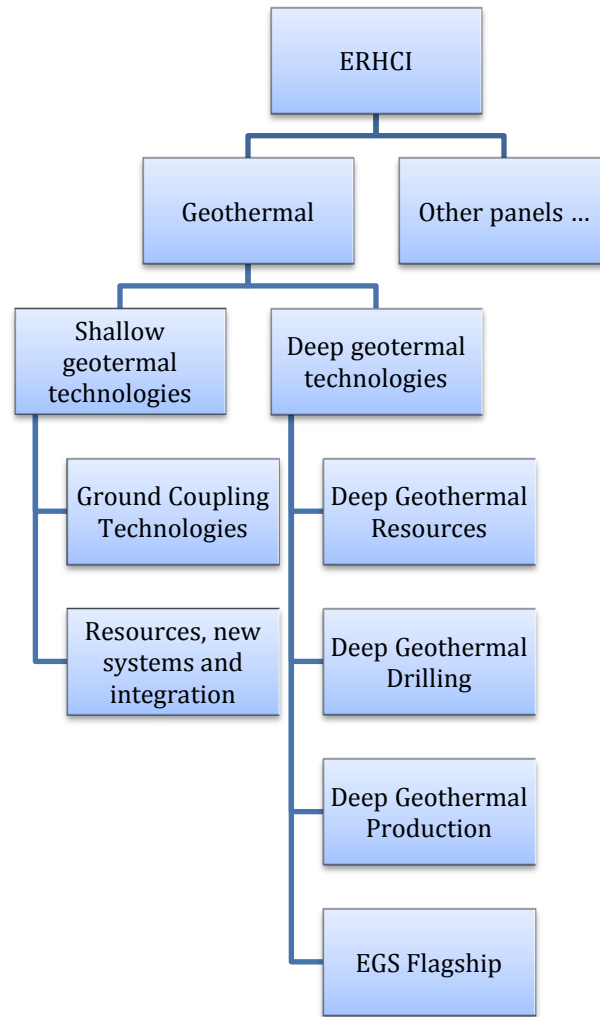 ERHCI
Geothermal
Other panels …
Shallow
geotermal
technologies
Deep geotermal
technologies
Ground Coupling
Technologies
Resources, new
systems and
integration
Deep Geothermal
Resources
Deep Geothermal
Drilling
Deep Geothermal
Production
EGS Flagship